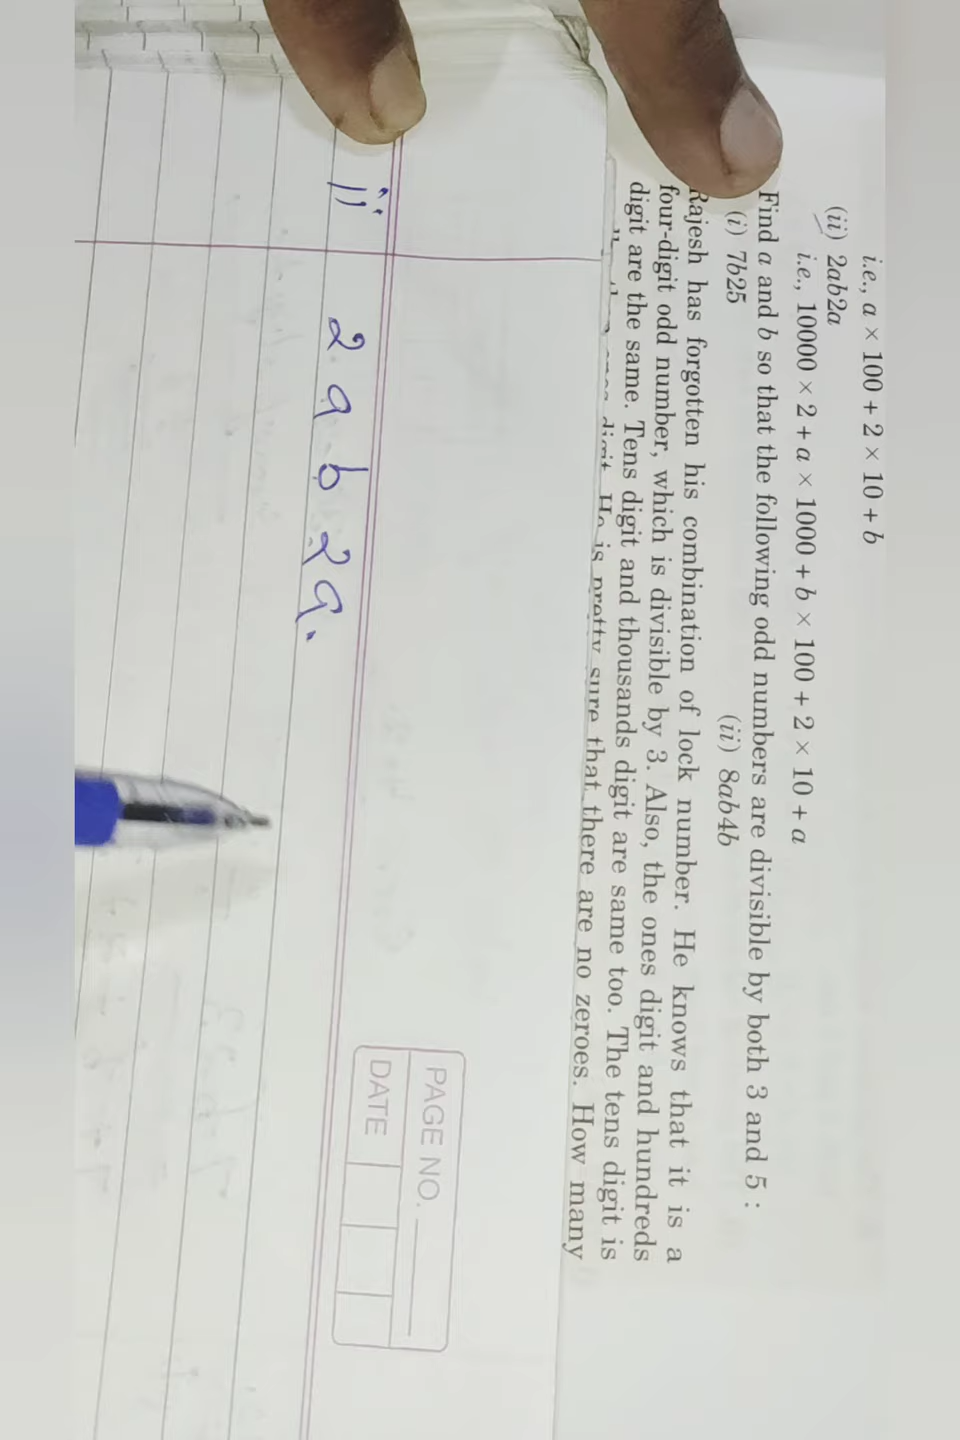 i.e., a × 100 + 2 × 10 + b
(ii) 2ab2a
i.e., 10000 × 2 + a × 1000 + b × 100 + 2 × 10 + a
Find a and b so that the following odd numbers are divisible by both 3 and 5 :
(i) 7b25 (ii) 8ab4b
Rajesh has forgotten his combination of lock number. He knows that it is a
four-digit odd number, which is divisible by 3. Also, the ones digit and hundreds
digit are the same. Tens digit and thousands digit are same too. The tens digit is
digit. He is pretty sure that there are no zeroes. How many
PAGE NO.
DATE
ii 2 a b 2 a.